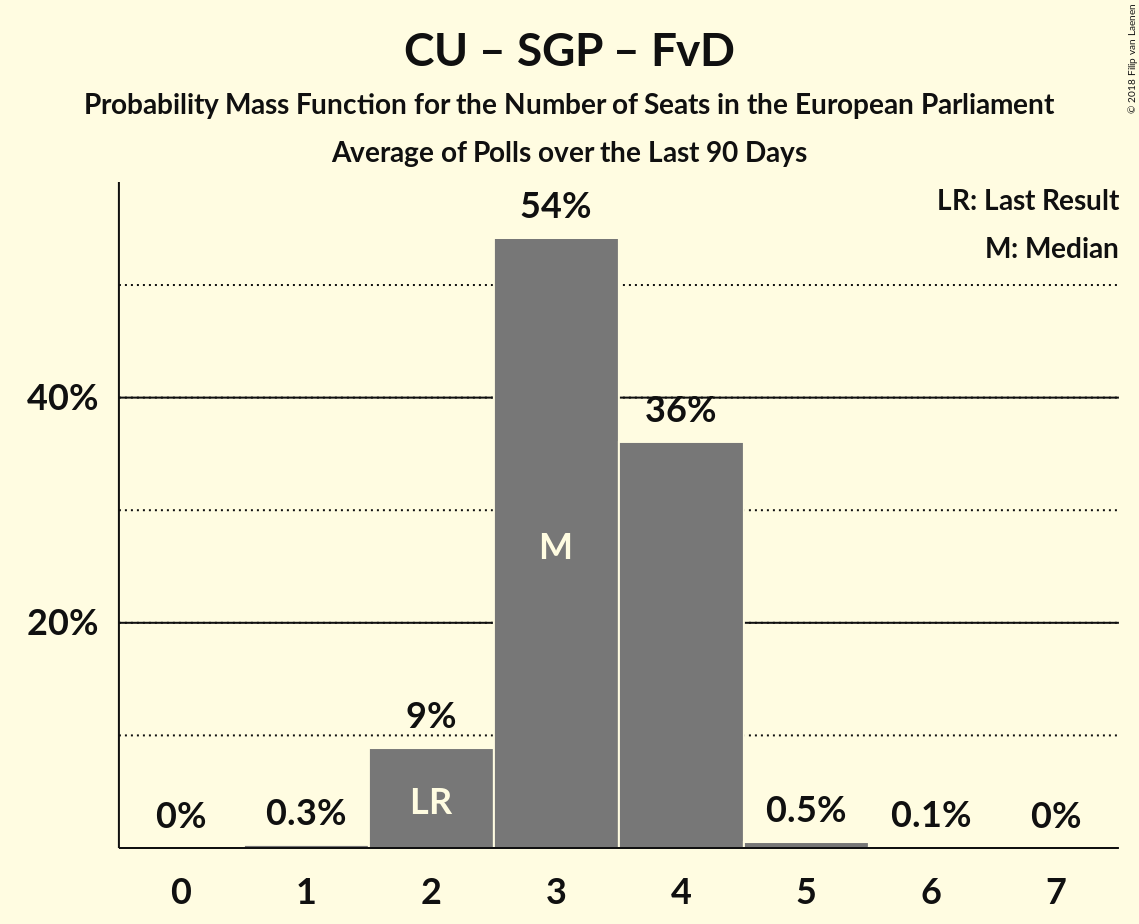 CU – SGP – FvD
Probability Mass Function for the Number of Seats in the European Parliament
Average of Polls over the Last 90 Days
© 2018 Filip van Laenen
LR: Last Result
M: Median
54%
40%
36%
M
20%
9%
LR
0%
0.3%
0.5%
0.1%
0%
0 1 2 3 4 5 6 7